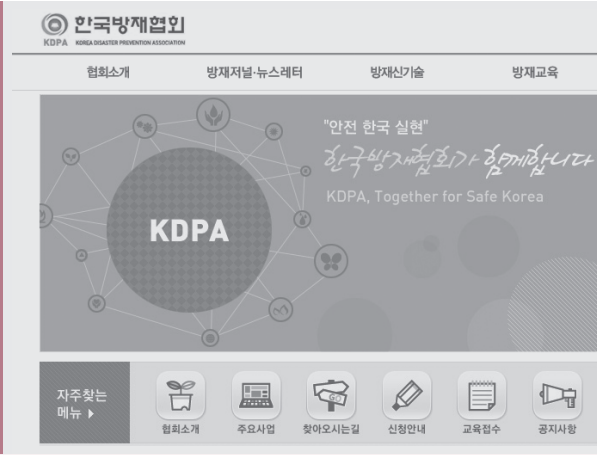 한국방재협회
KDPA KOREA DISASTER PREVENTION ASSOCIATION
협회소개 방재저널·뉴스레터 방재신기술 방재교육
"안전 한국 실현"
한국방재협회가 함께합니다
KDPA, Together for Safe Korea
KDPA
자주찾는
메뉴
GO
협회소개 주요사업 찾아오시는길 신청안내 교육접수 공지사항